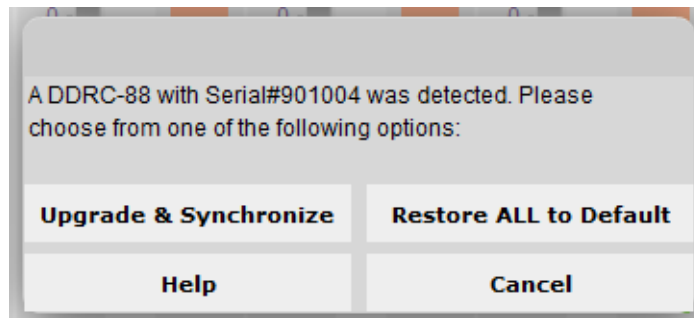 A DDRC-88 with Serial#901004 was detected. Please
choose from one of the following options:
Upgrade & Synchronize
Restore ALL to Default
Help
Cancel